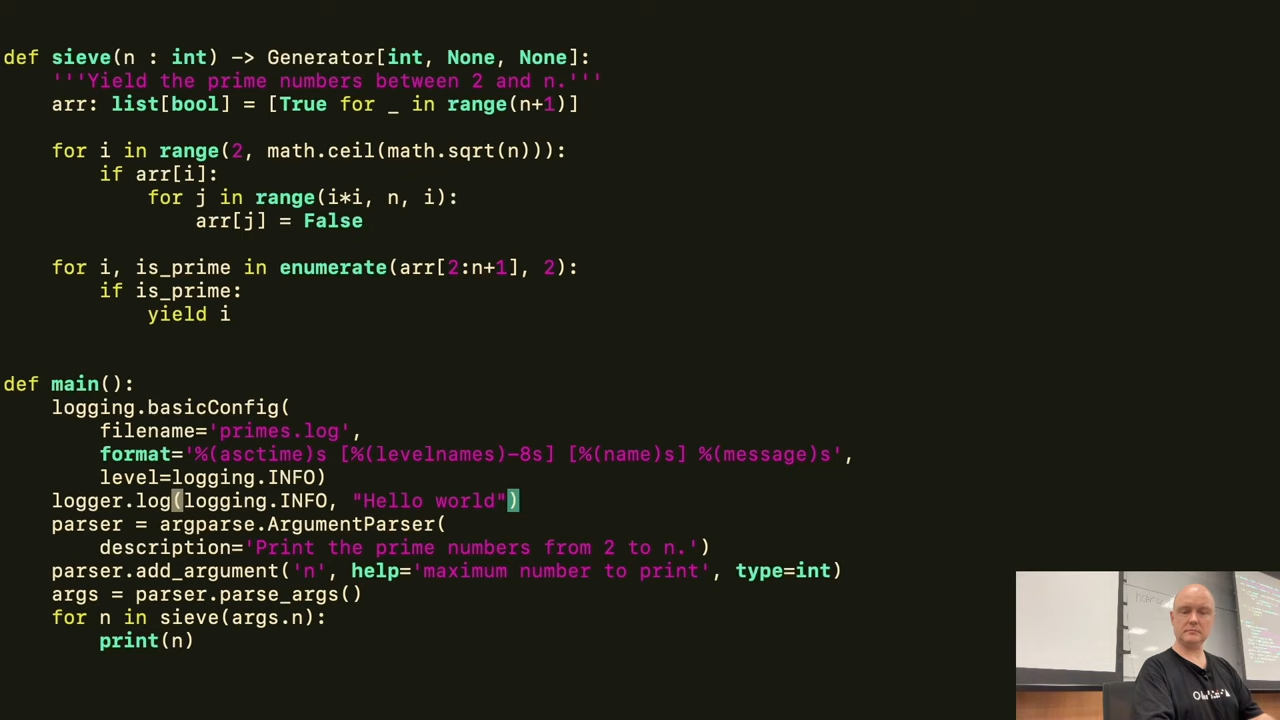 def sieve(n : int) -> Generator[int, None, None]:
    '''Yield the prime numbers between 2 and n.'''
    arr: list[bool] = [True for _ in range(n+1)]
    for i in range(2, math.ceil(math.sqrt(n))):
        if arr[i]:
            for j in range(i*i, n, i):
                arr[j] = False
    for i, is_prime in enumerate(arr[2:n+1], 2):
        if is_prime:
            yield i
def main():
    logging.basicConfig(
        filename='primes.log',
        format='%(asctime)s [%(levelnames)-8s] [%(name)s] %(message)s',
        level=logging.INFO)
    logger.log(logging.INFO, "Hello world")
    parser = argparse.ArgumentParser(
        description='Print the prime numbers from 2 to n.')
    parser.add_argument('n', help='maximum number to print', type=int)
    args = parser.parse_args()
    for n in sieve(args.n):
        print(n)